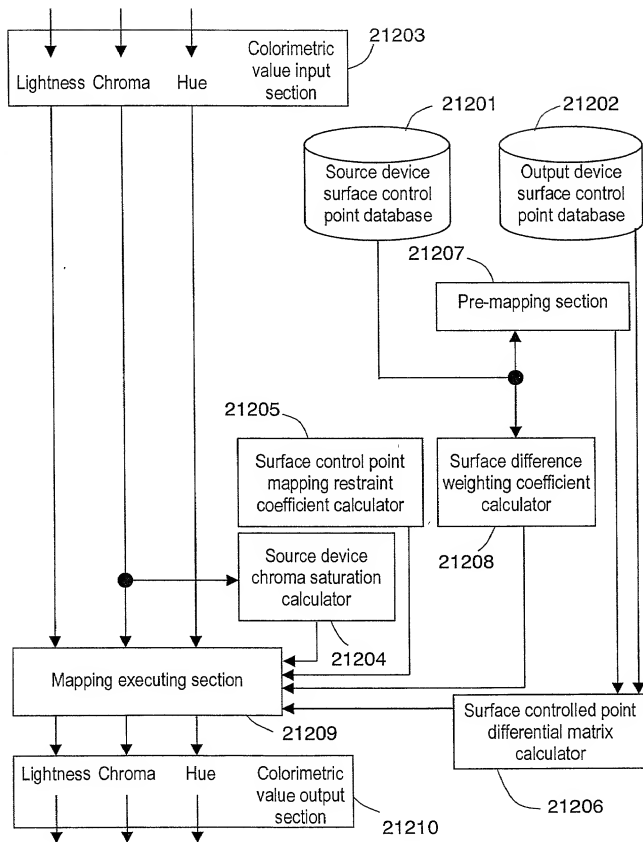 21203
Colorimetric
value input
section
Lightness Chroma Hue
21201
21202
Source device
surface control
point database
Output device
surface control
point database
21207
Pre-mapping section
21205
Surface control point
mapping restraint
coefficient calculator
Surface difference
weighting coefficient
calculator
21208
Source device
chroma saturation
calculator
21204
Mapping executing section
21209
Surface controlled point
differential matrix
calculator
21206
Lightness Chroma Hue
Colorimetric
value output
section
21210